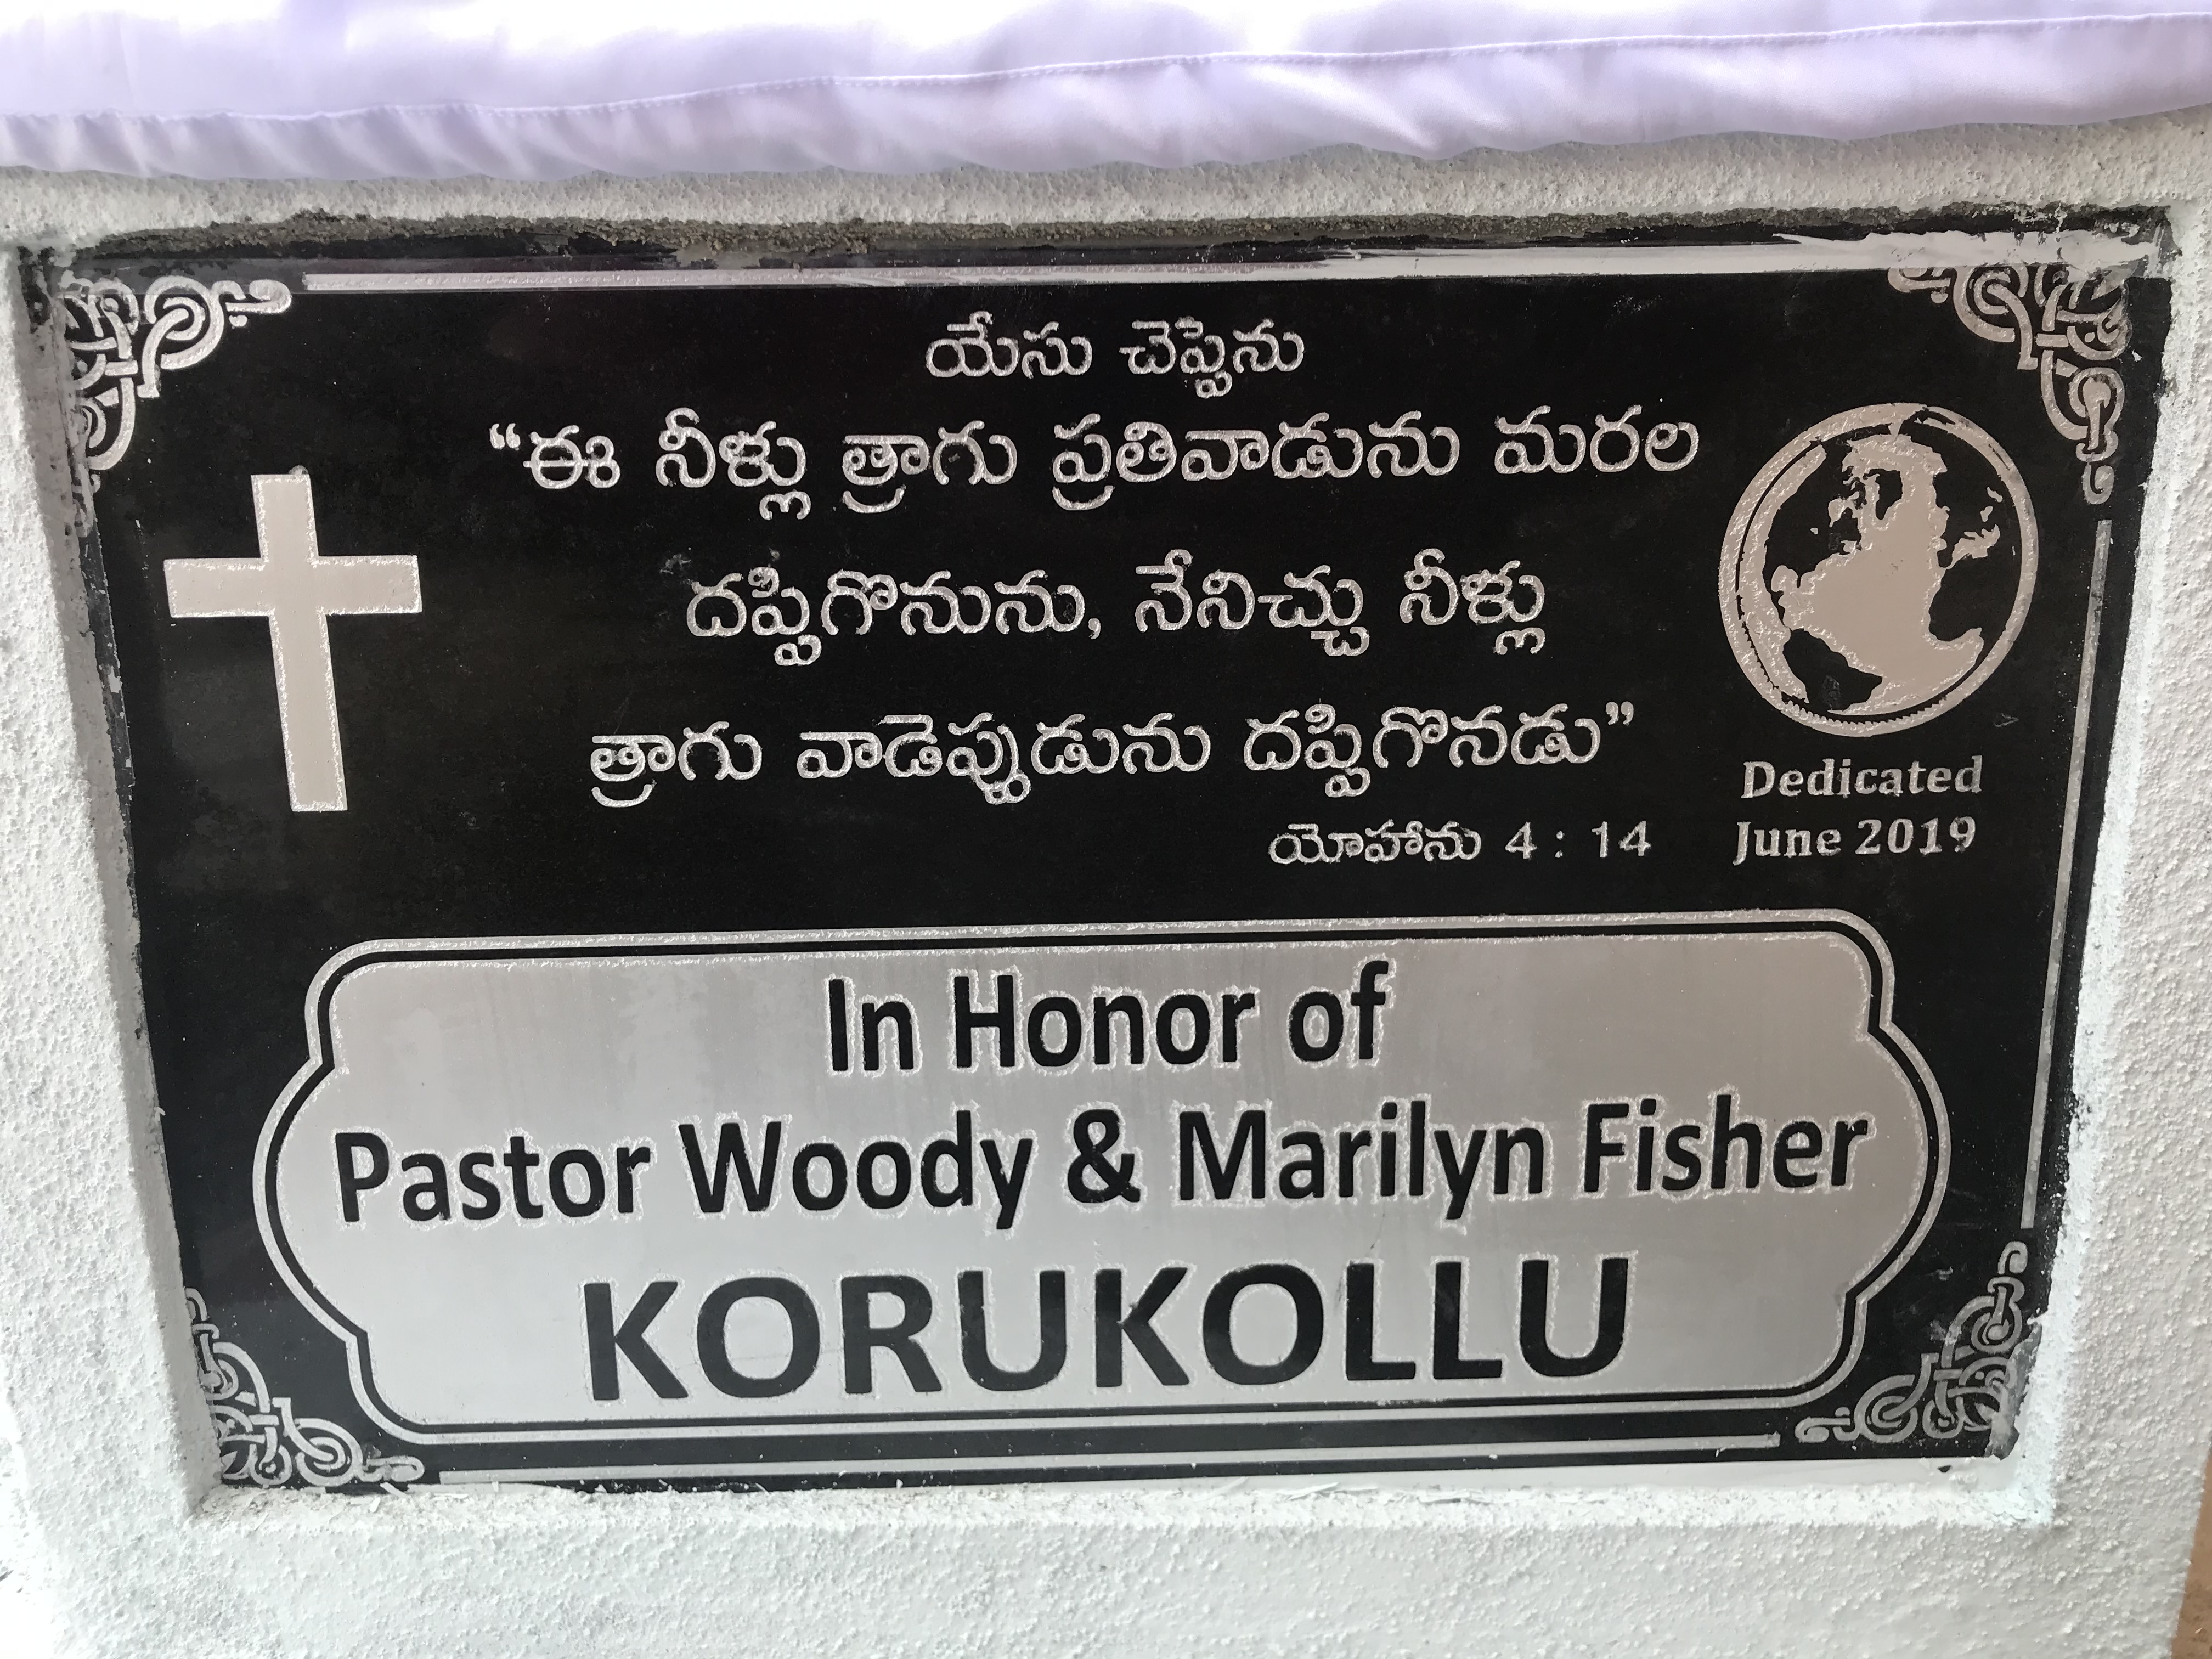 యేసు చెప్పెను
“ఈ నీళ్లు త్రాగు ప్రతివాడును మరల
దప్పిగొనును, నేనిచ్చు నీళ్లు
త్రాగు వాడెప్పుడును దప్పిగొనడు”
యోహాను 4 : 14
Dedicated
June 2019
In Honor of
Pastor Woody & Marilyn Fisher
KORUKOLLU